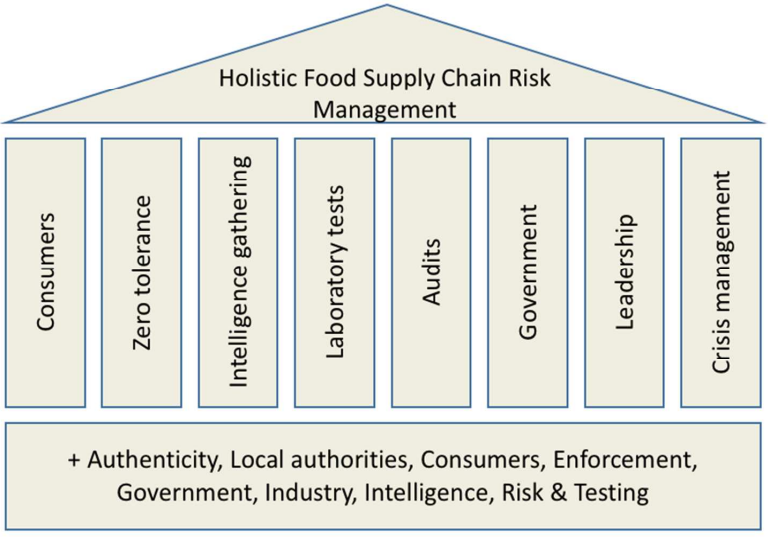 Holistic Food Supply Chain Risk
Management
Consumers
Zero tolerance
Intelligence gathering
Laboratory tests
Audits
Government
Leadership
Crisis management
+ Authenticity, Local authorities, Consumers, Enforcement,
Government, Industry, Intelligence, Risk & Testing